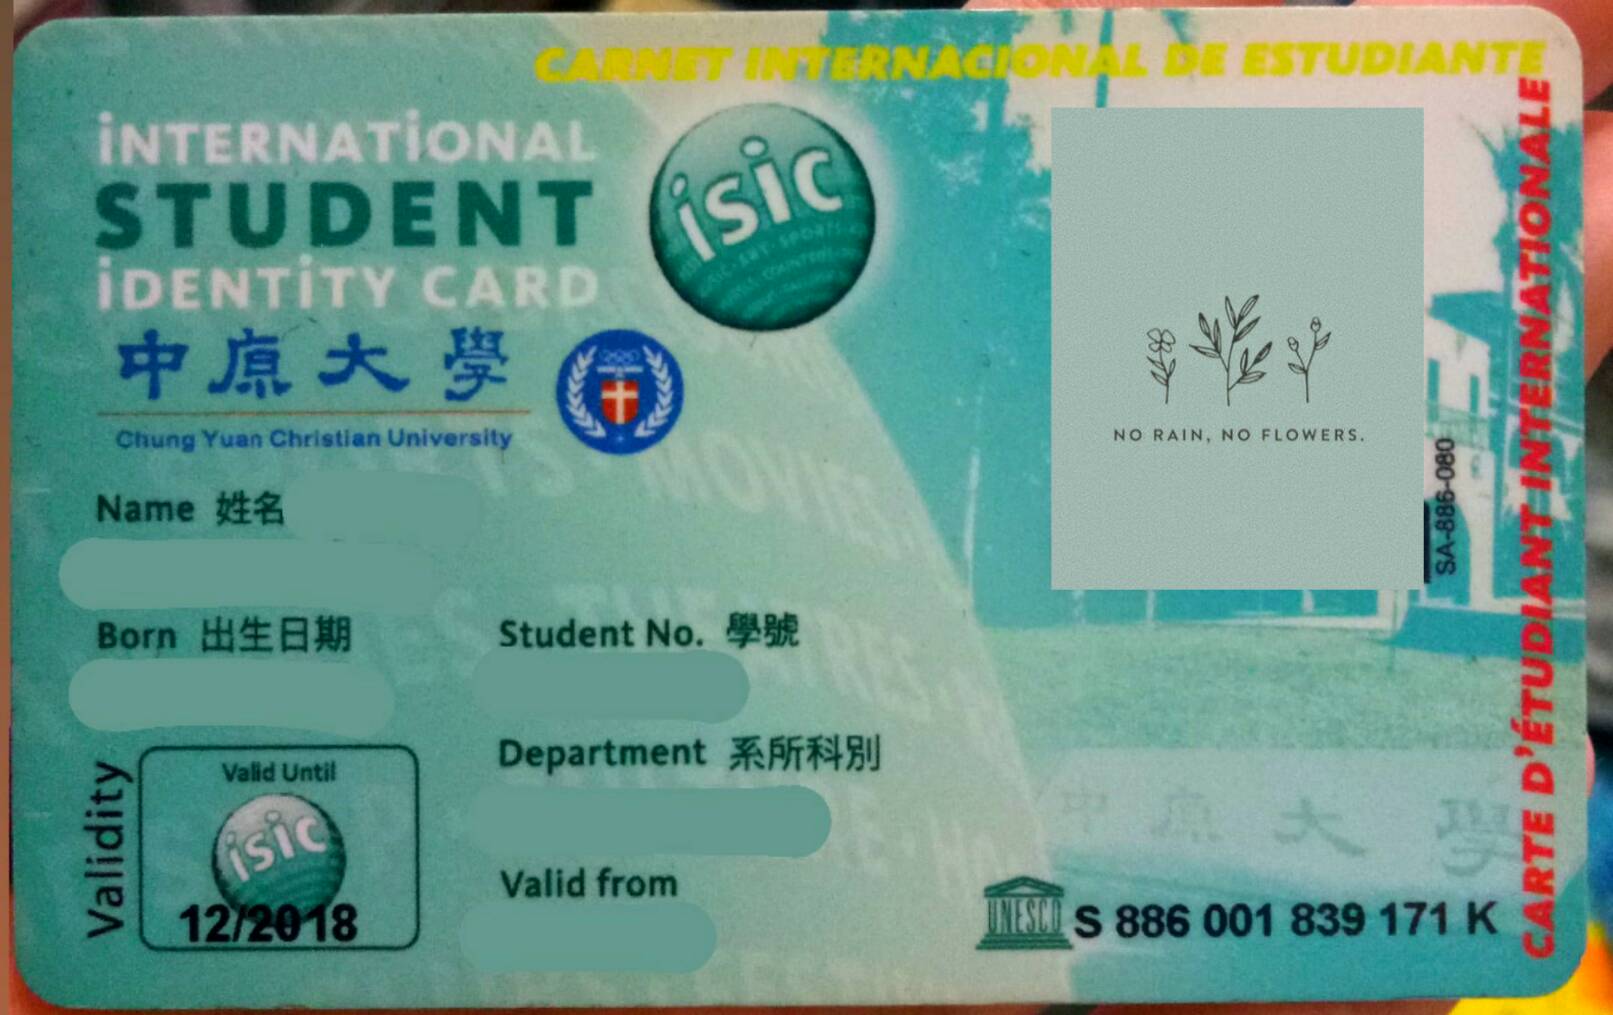 CARNET INTERNACIONAL DE ESTUDIANTE
iNTERNATiONAL
STUDENT
iDENTiTY CARD
isic
中原大學
Chung Yuan Christian University
NO RAIN, NO FLOWERS.
SA-886-080
CARTE D'ÉTUDIANT INTERNATIONALE
Name 姓名
Born 出生日期
Student No. 學號
Department 系所科別
Validity
Valid Until
isic
12/2018
Valid from
中原大學
UNESCO
S 886 001 839 171 K